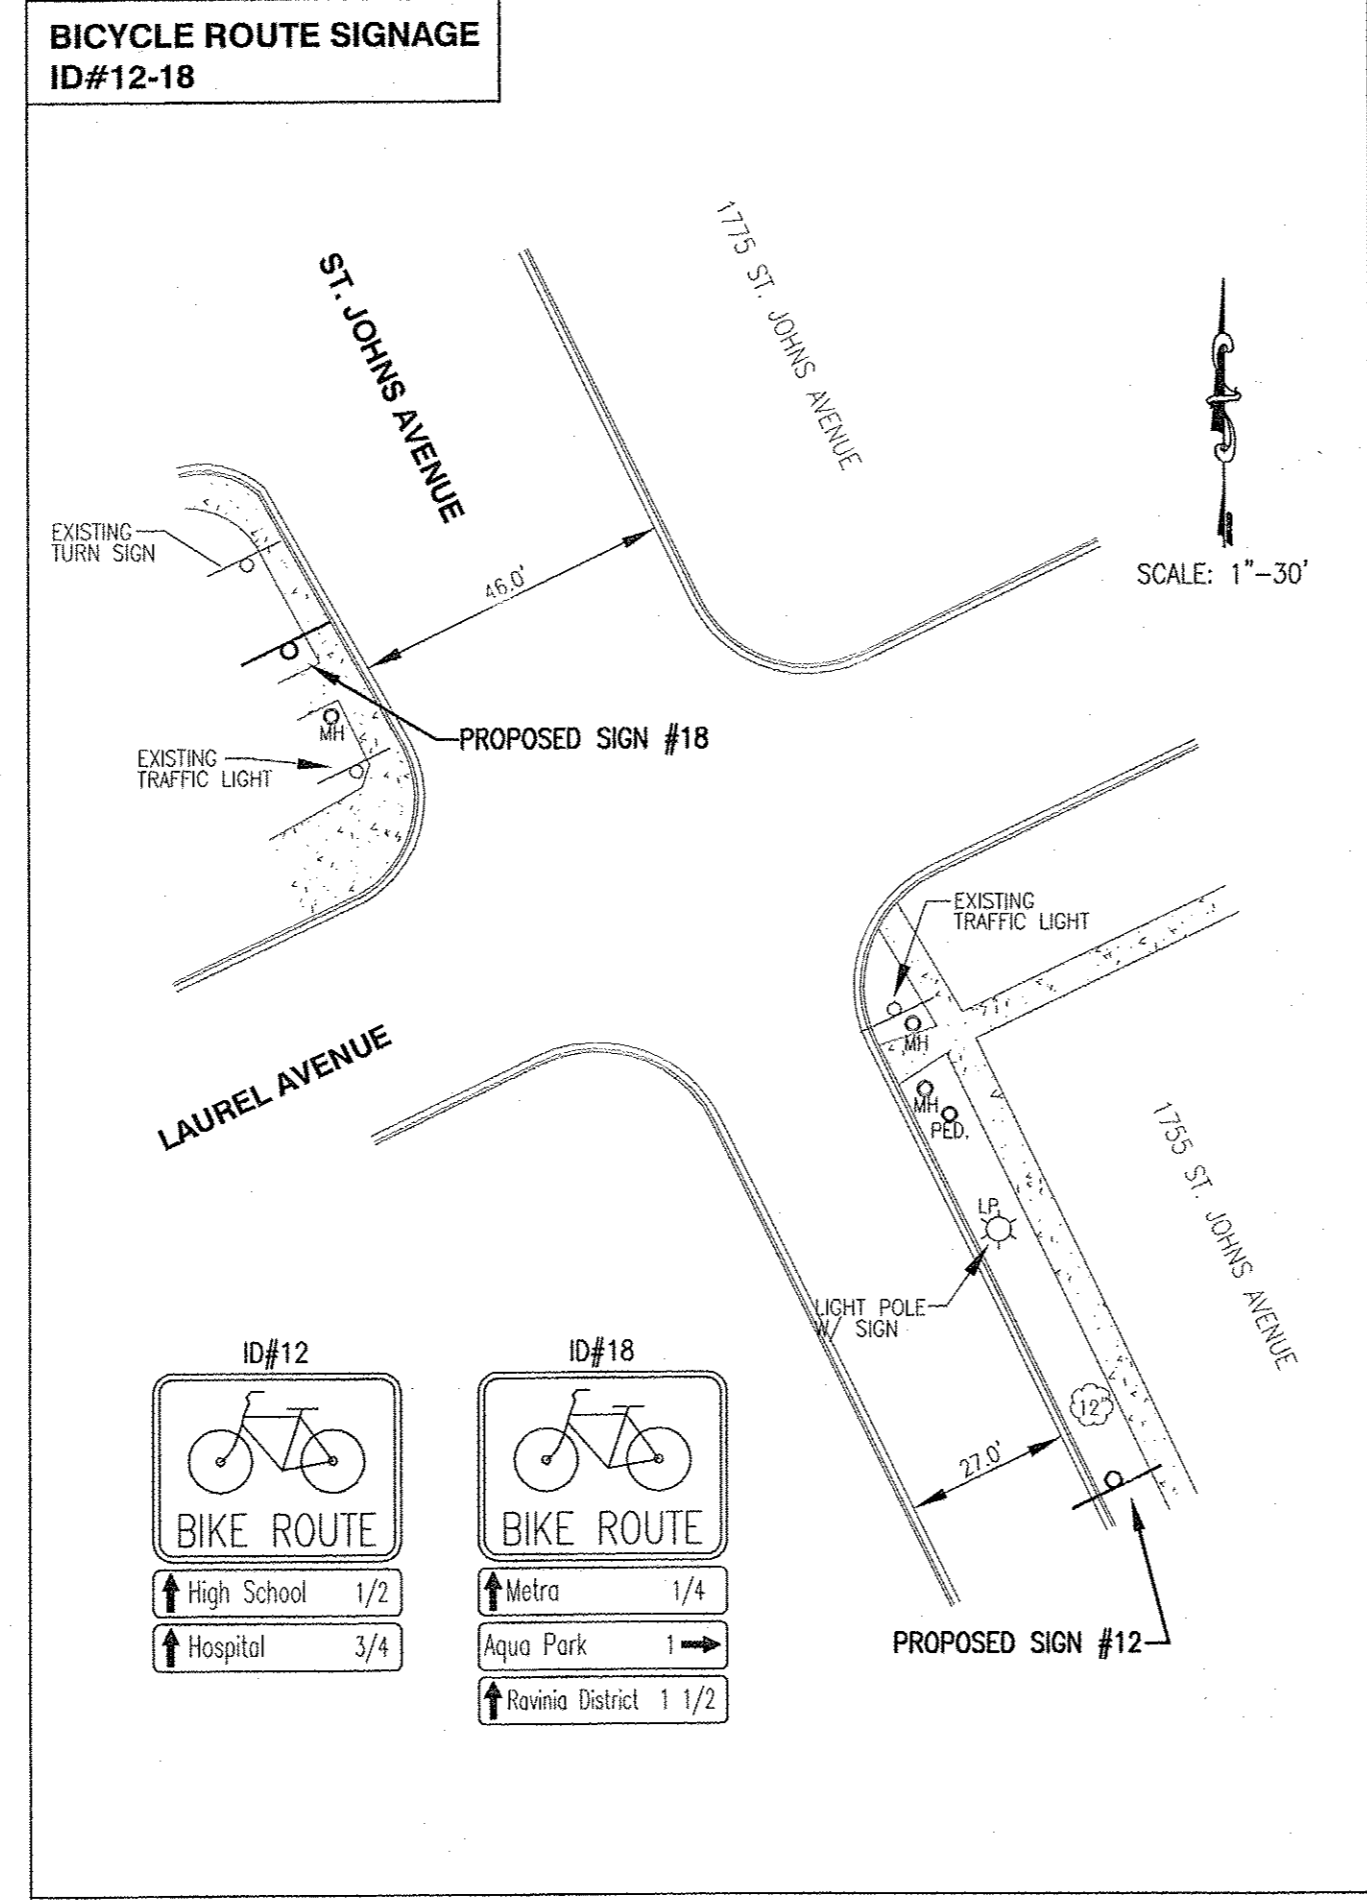 BICYCLE ROUTE SIGNAGE
ID#12-18
1775 ST. JOHNS AVENUE
ST. JOHNS AVENUE
SCALE: 1"-30'
EXISTING
TURN SIGN
46.0'
PROPOSED SIGN #18
MH
EXISTING
TRAFFIC LIGHT
EXISTING
TRAFFIC LIGHT
LAUREL AVENUE
MH
MH
PED.
1755 ST. JOHNS AVENUE
LP
LIGHT POLE
W/ SIGN
12"
27.0'
PROPOSED SIGN #12
ID#12
BIKE ROUTE
High School 1/2
Hospital 3/4
ID#18
BIKE ROUTE
Metra 1/4
Aqua Park 1
Ravinia District 1 1/2